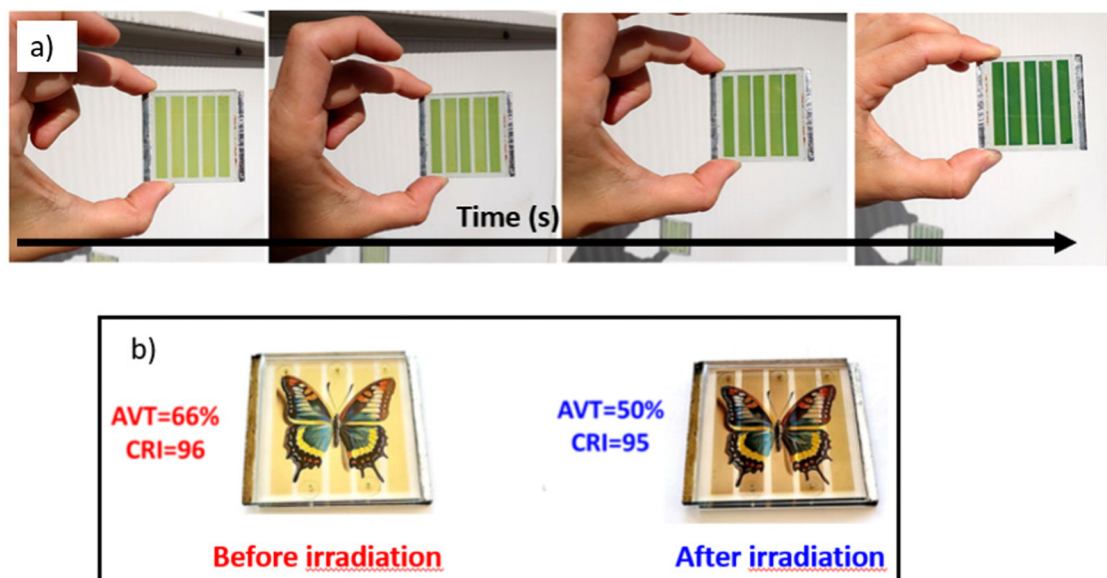 a)
Time (s)
b)
AVT=66%
CRI=96
AVT=50%
CRI=95
Before irradiation
After irradiation